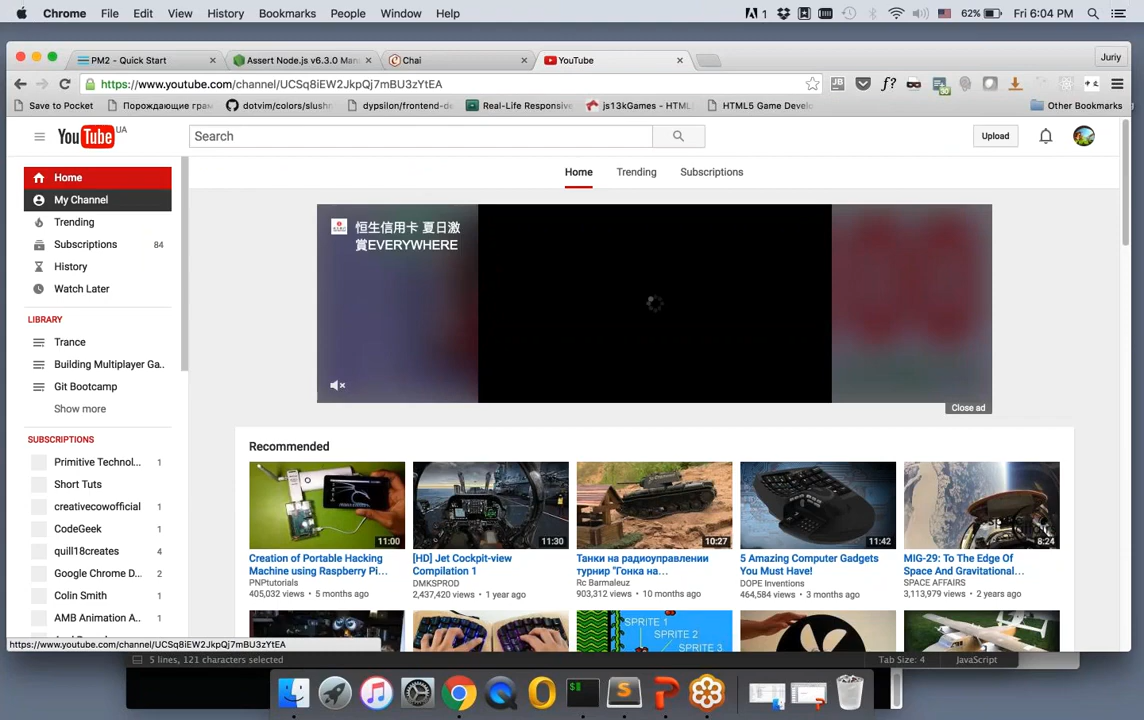 Chrome File Edit View History Bookmarks People Window Help
1 62% Fri 6:04 PM
PM2 - Quick Start
Assert Node.js v6.3.0 Man
Chai
YouTube
Juriy
https://www.youtube.com/channel/UCSq8iEW2JkpQj7mBU3zYtEA
Save to Pocket
Порождающие грам
dotvim/colors/slushn
dypsilon/frontend-de
Real-Life Responsive
js13kGames - HTML
HTML5 Game Develo
Other Bookmarks
YouTube UA
Search
Upload
Home
My Channel
Trending
Subscriptions 84
History
Watch Later
LIBRARY
Trance
Building Multiplayer Ga..
Git Bootcamp
Show more
SUBSCRIPTIONS
Primitive Technol... 1
Short Tuts
creativecowofficial 1
CodeGeek 1
quill18creates 4
Google Chrome D... 2
Colin Smith 1
AMB Animation A... 1
Home Trending Subscriptions
恒生信用卡 夏日激
賞EVERYWHERE
Close ad
Recommended
11:00
Creation of Portable Hacking
Machine using Raspberry Pi...
PNPtutorials
405,032 views • 5 months ago
11:30
[HD] Jet Cockpit-view
Compilation 1
DMKSPROD
2,437,420 views • 1 year ago
10:27
Танки на радиоуправлении
турнир "Гонка на...
Rc Barmaleuz
903,312 views • 10 months ago
11:42
5 Amazing Computer Gadgets
You Must Have!
DOPE Inventions
464,584 views • 3 months ago
8:24
MIG-29: To The Edge Of
Space And Gravitational...
SPACE AFFAIRS
3,113,979 views • 2 years ago
SPRITE 1
SPRITE 2
SPRITE 3
https://www.youtube.com/channel/UCSq8iEW2JkpQj7mBU3zYtEA
5 lines, 121 characters selected
Tab Size: 4
JavaScript